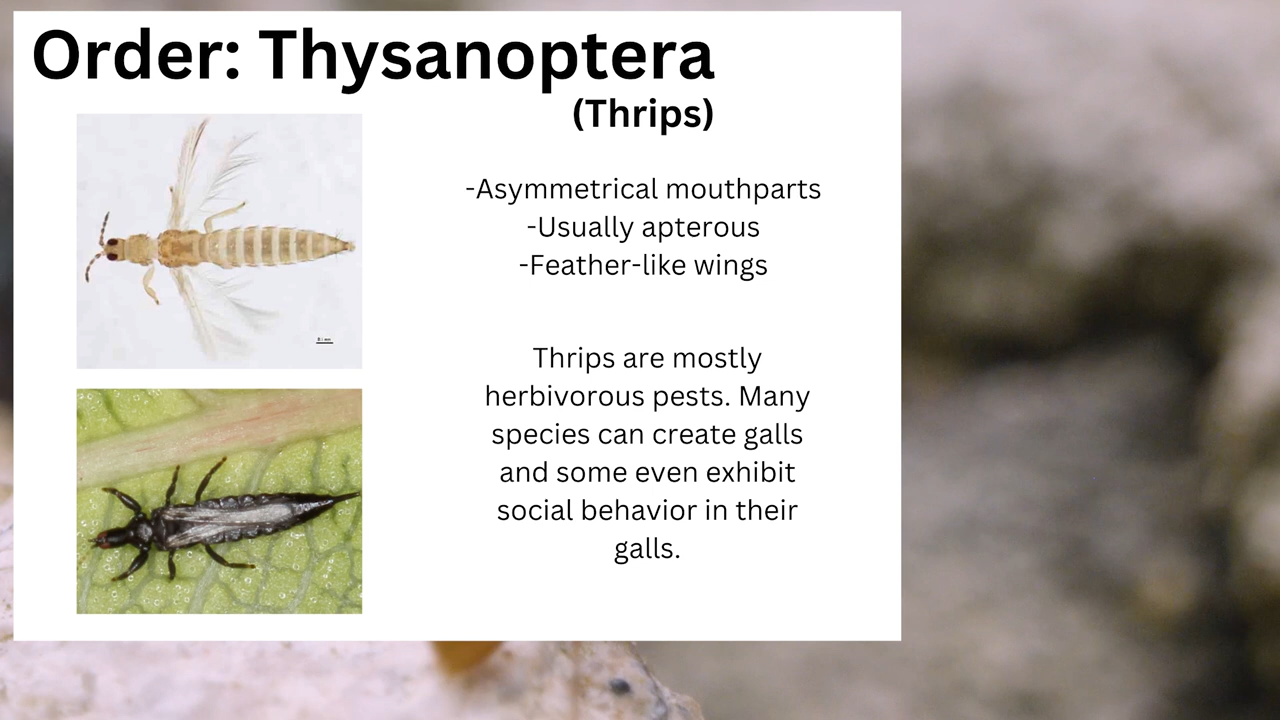 Order: Thysanoptera
(Thrips)
-Asymmetrical mouthparts
-Usually apterous
-Feather-like wings
Thrips are mostly
herbivorous pests. Many
species can create galls
and some even exhibit
social behavior in their
galls.